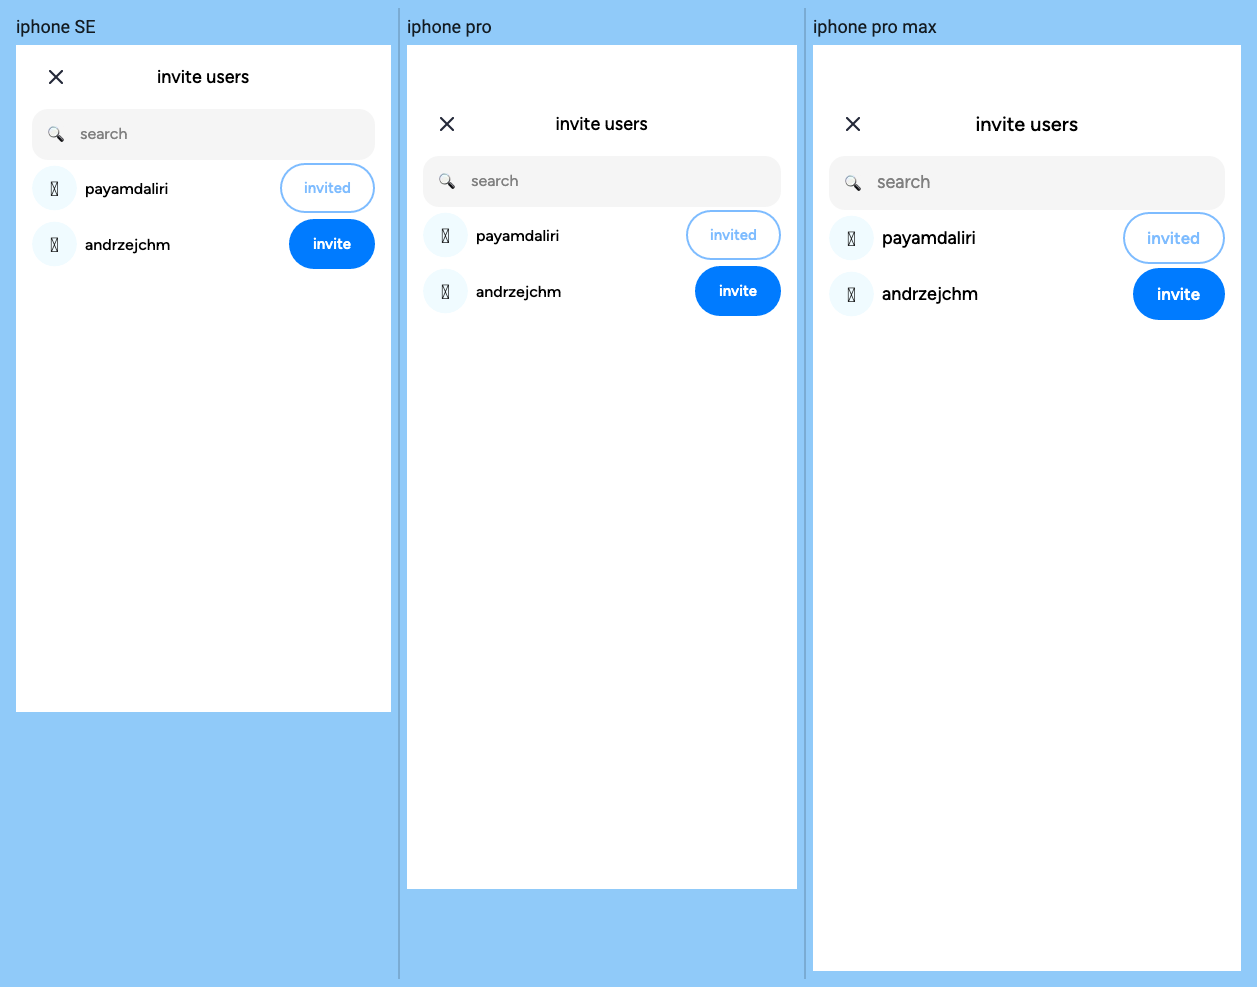 iphone SE
invite users
search
payamdaliri
invited
andrzejchm
invite
iphone pro
invite users
search
payamdaliri
invited
andrzejchm
invite
iphone pro max
invite users
search
payamdaliri
invited
andrzejchm
invite